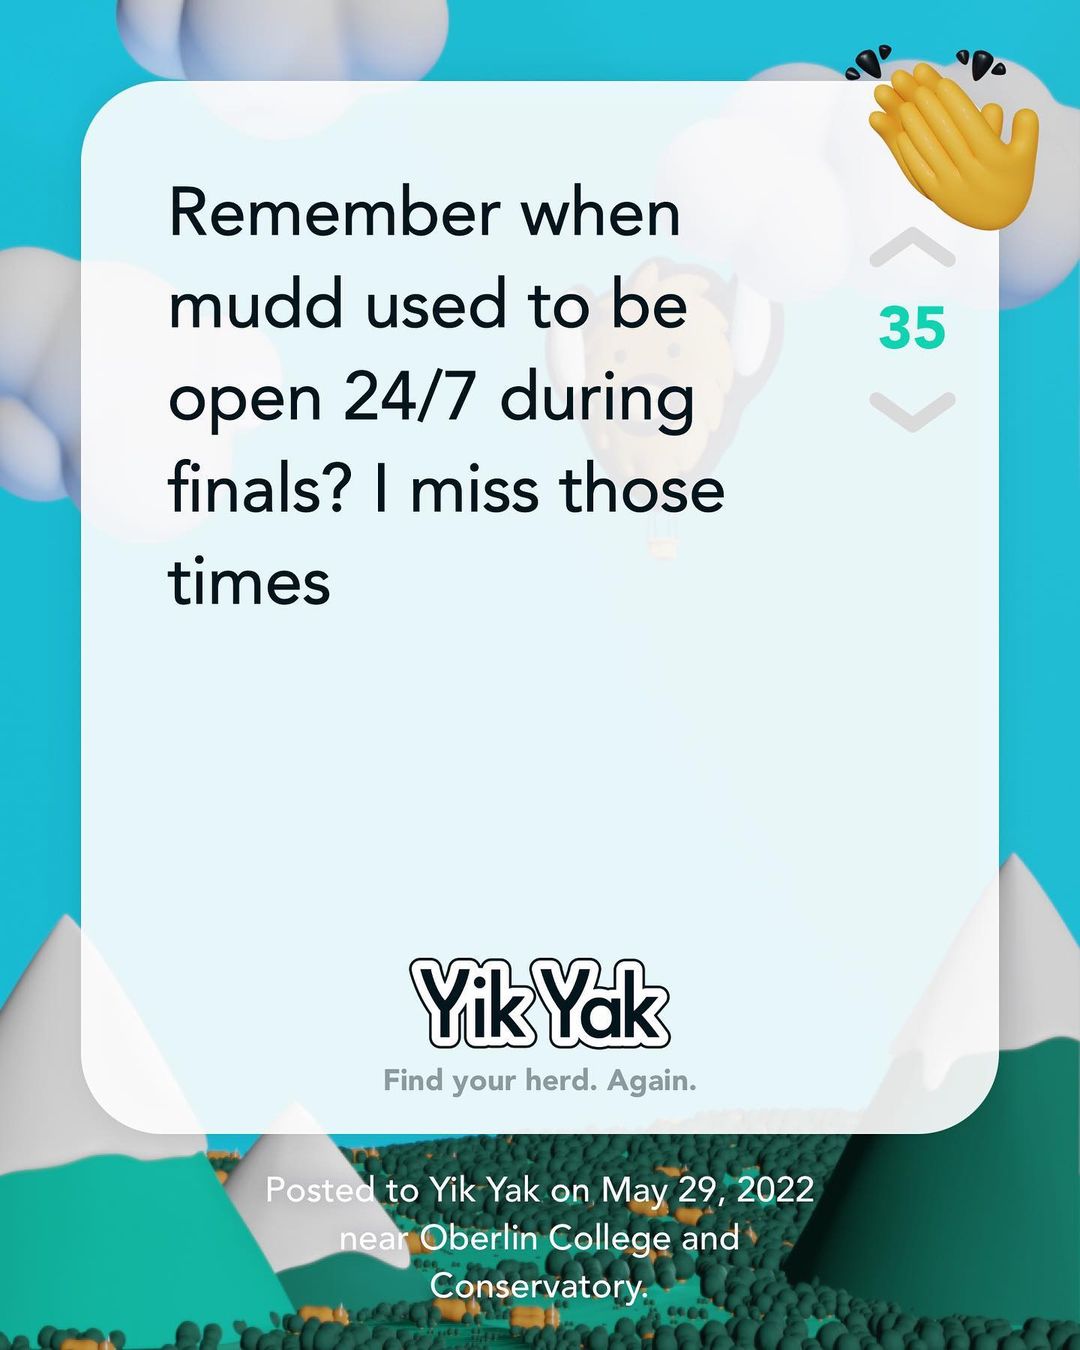 Remember when
mudd used to be
open 24/7 during
finals? I miss those
times
35
Yik Yak
Find your herd. Again.
Posted to Yik Yak on May 29, 2022
near Oberlin College and
Conservatory.